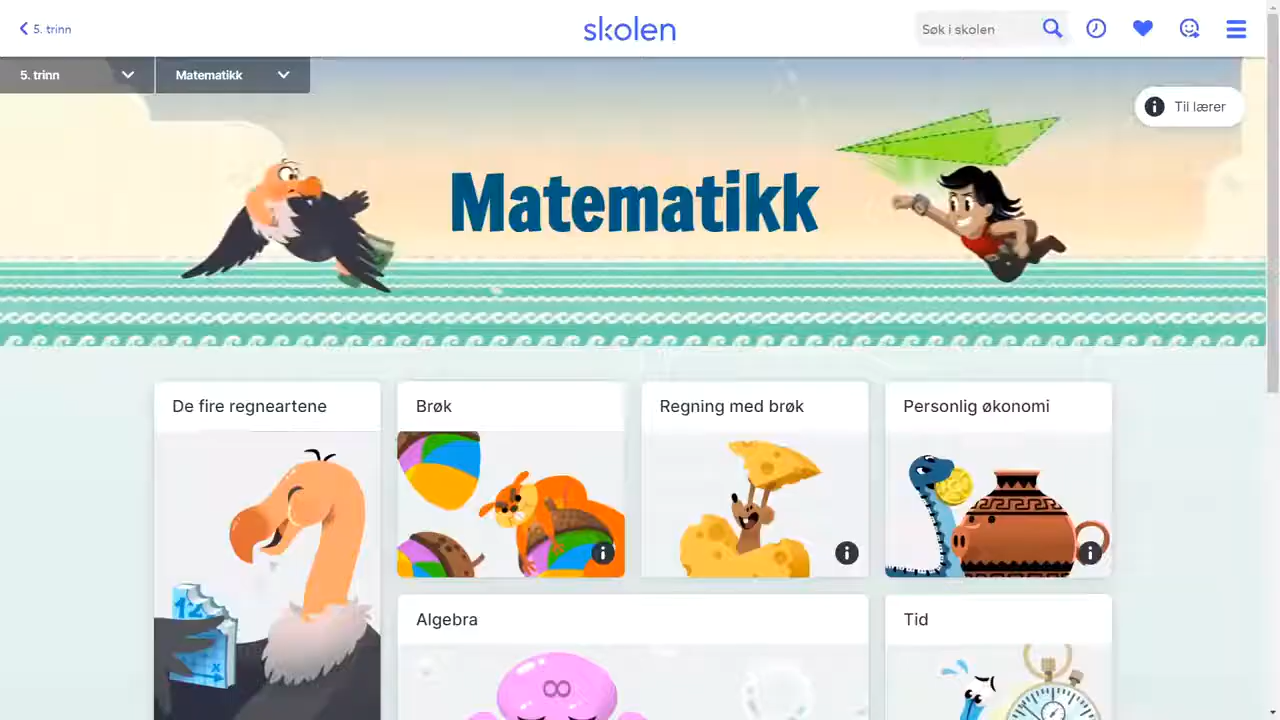 5. trinn
skolen
Søk i skolen
5. trinn
Matematikk
Til lærer
Matematikk
De fire regneartene
Brøk
Regning med brøk
Personlig økonomi
12
x
Algebra
Tid
∞